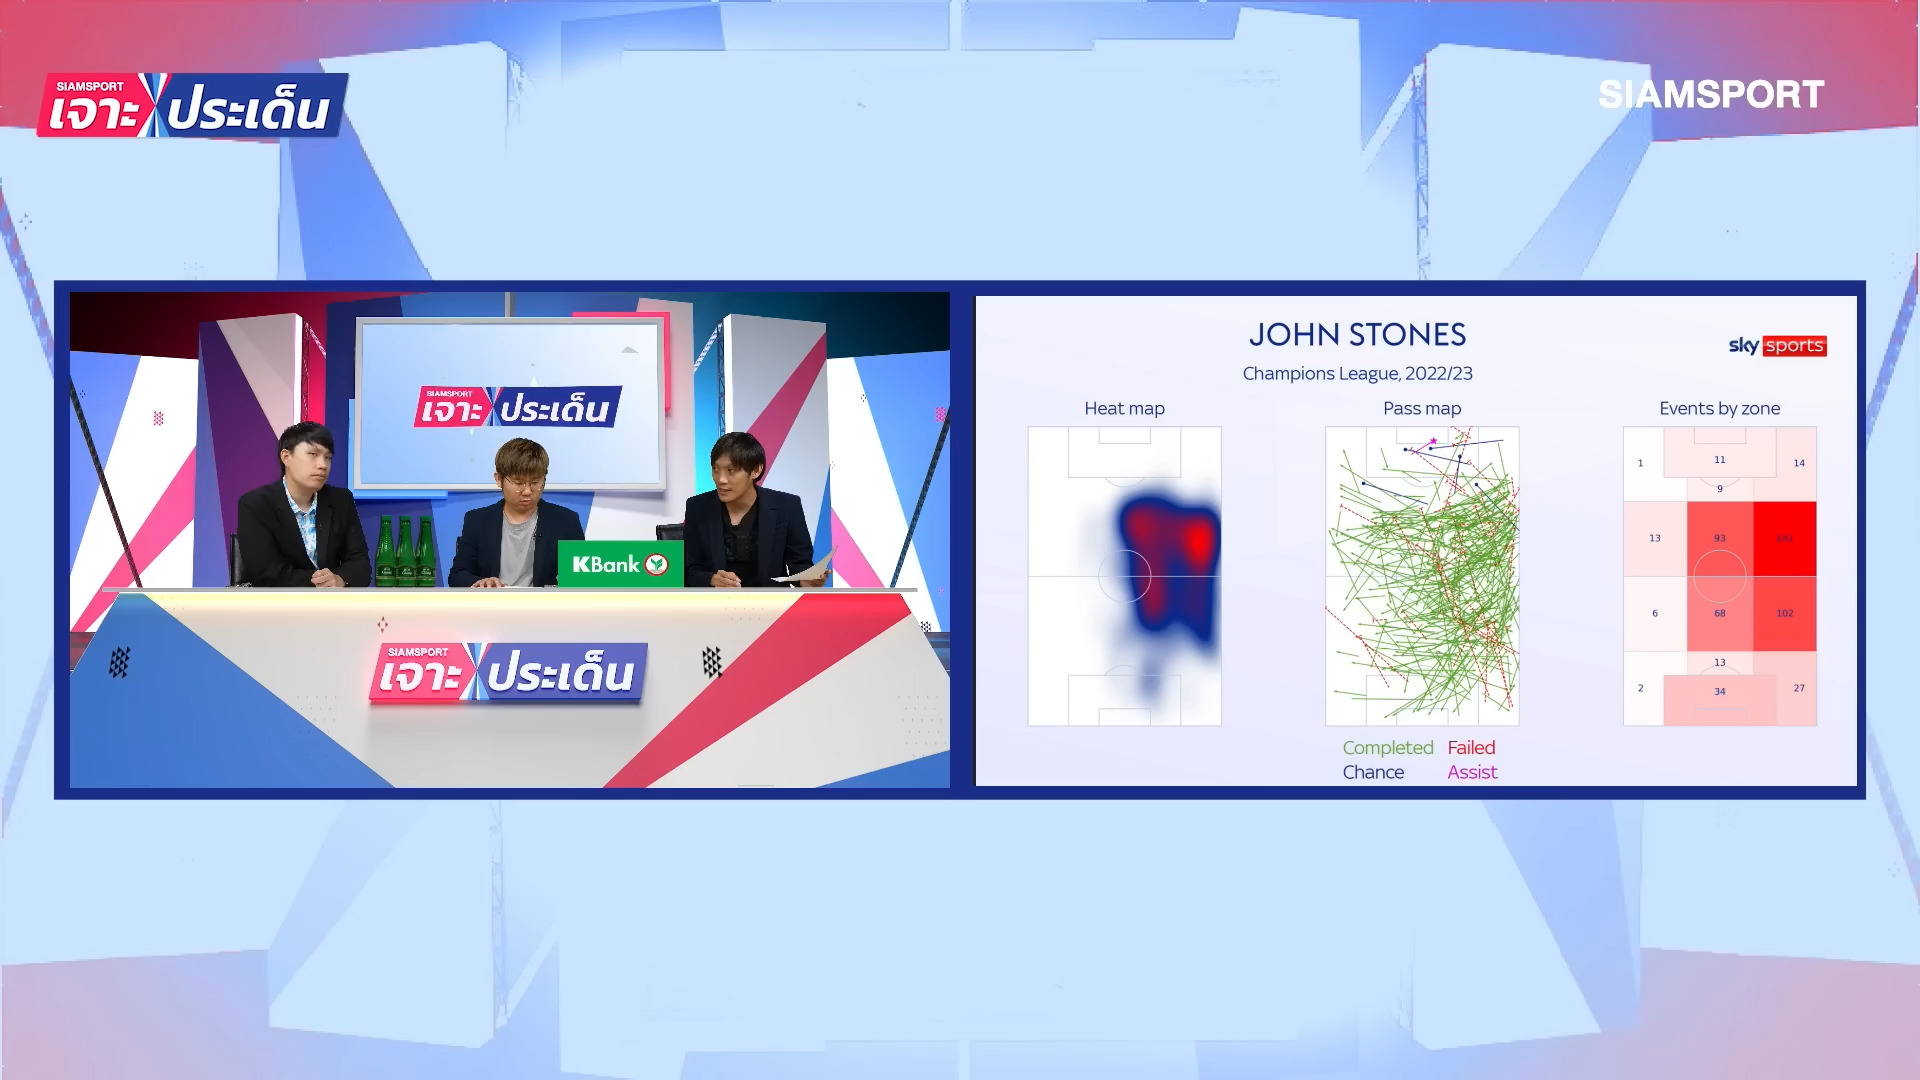 SIAMSPORT
เจาะ ประเด็น
SIAMSPORT
SIAMSPORT
เจาะ ประเด็น
KBank
SIAMSPORT
เจาะ ประเด็น
JOHN STONES
sky sports
Champions League, 2022/23
Heat map
Pass map
Events by zone
1
11
14
9
13
93
6
68
102
13
2
34
27
Completed
Failed
Chance
Assist